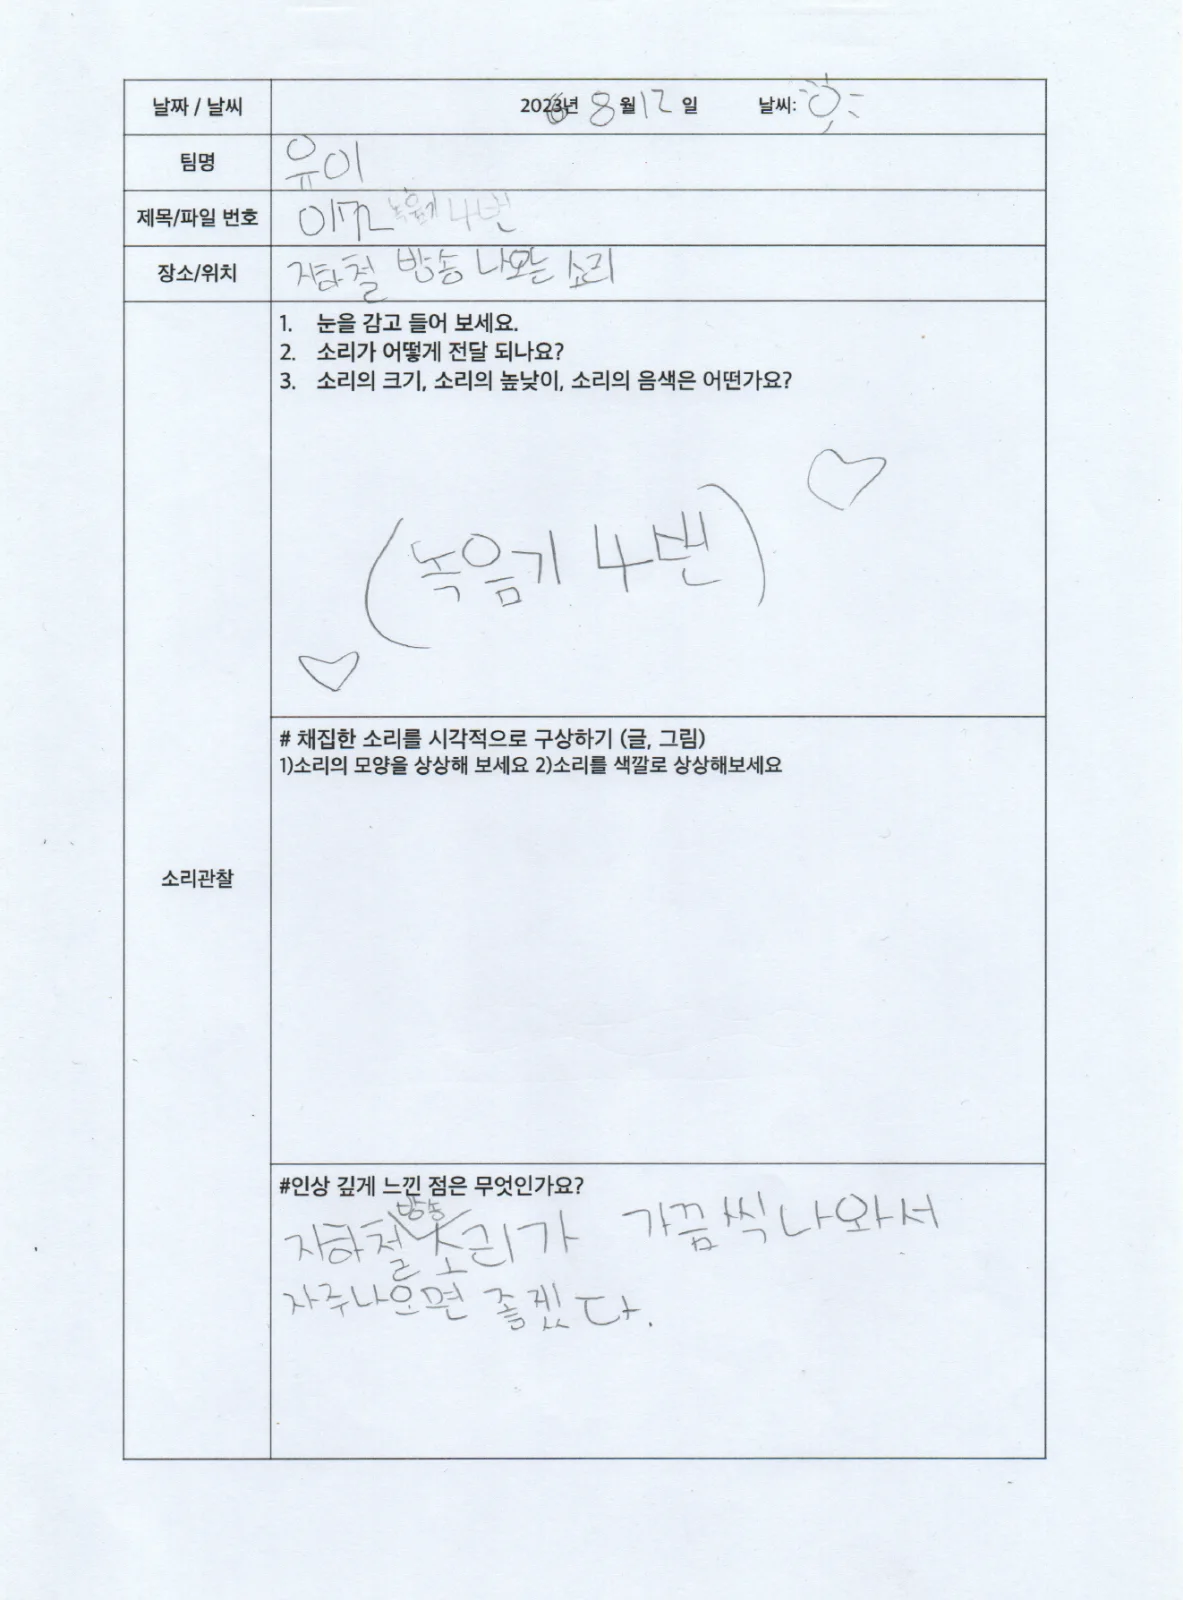 날짜 / 날씨 2023년 8월 12일 날씨:
팀명 유이
제목/파일 번호 0172 녹음기 4번
장소/위치 지하철 방송 나오는 소리
1. 눈을 감고 들어 보세요.
2. 소리가 어떻게 전달 되나요?
3. 소리의 크기, 소리의 높낮이, 소리의 음색은 어떤가요?
(녹음기 4번)
# 채집한 소리를 시각적으로 구상하기 (글, 그림)
1)소리의 모양을 상상해 보세요 2)소리를 색깔로 상상해보세요
소리관찰
#인상 깊게 느낀 점은 무엇인가요?
지하철 방송 소리가 가끔씩 나와서
자주나오면 좋겠다.